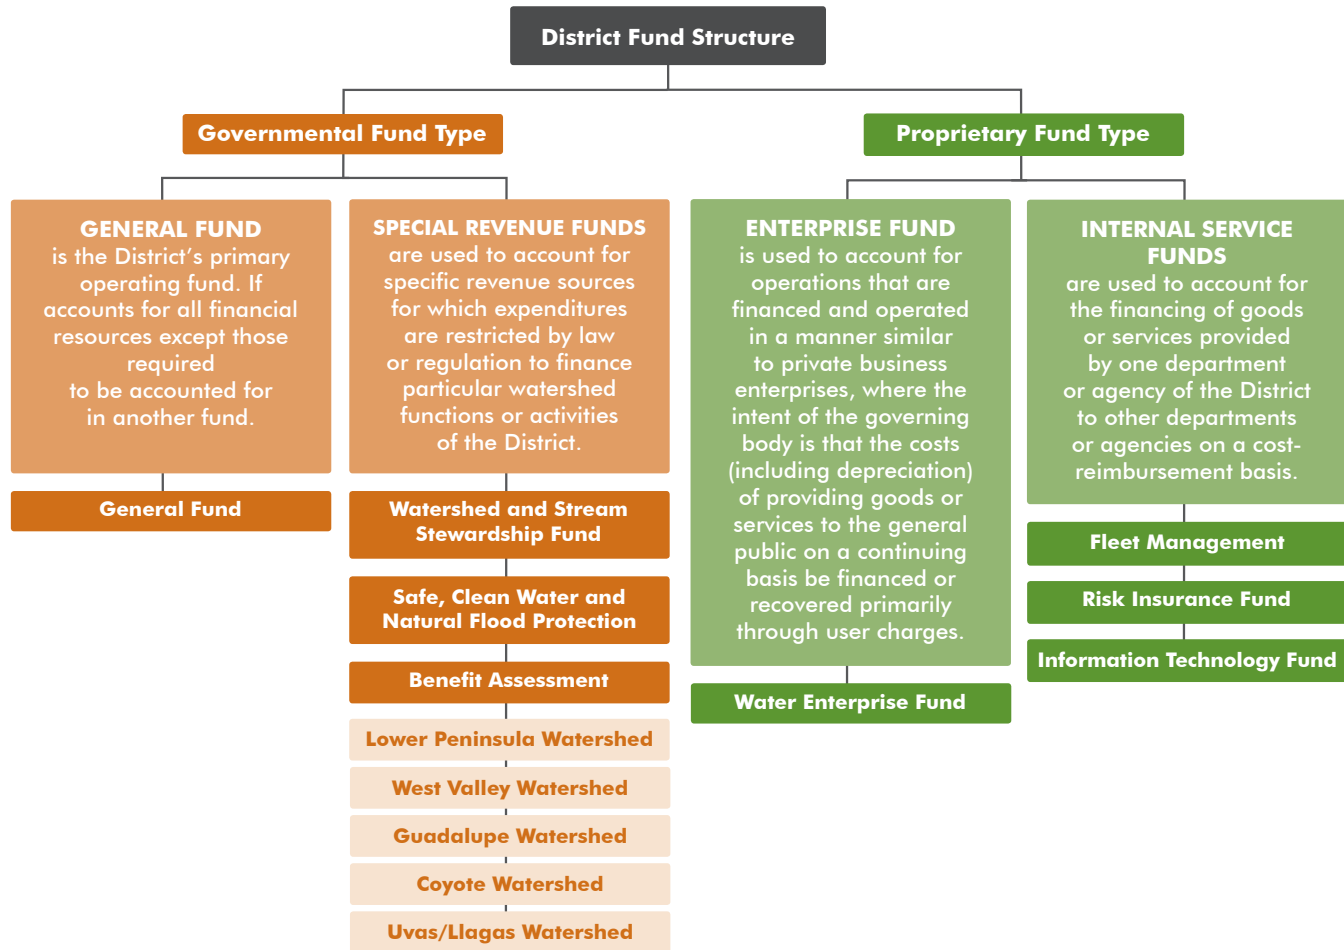 District Fund Structure
Governmental Fund Type
Proprietary Fund Type
GENERAL FUND
is the District’s primary
operating fund. If
accounts for all financial
resources except those
required
to be accounted for
in another fund.
General Fund
SPECIAL REVENUE FUNDS
are used to account for
specific revenue sources
for which expenditures
are restricted by law
or regulation to finance
particular watershed
functions or activities
of the District.
Watershed and Stream
Stewardship Fund
Safe, Clean Water and
Natural Flood Protection
Benefit Assessment
Lower Peninsula Watershed
West Valley Watershed
Guadalupe Watershed
Coyote Watershed
Uvas/Llagas Watershed
ENTERPRISE FUND
is used to account for
operations that are
financed and operated
in a manner similar
to private business
enterprises, where the
intent of the governing
body is that the costs
(including depreciation)
of providing goods or
services to the general
public on a continuing
basis be financed or
recovered primarily
through user charges.
Water Enterprise Fund
INTERNAL SERVICE
FUNDS
are used to account for
the financing of goods
or services provided
by one department
or agency of the District
to other departments
or agencies on a cost-
reimbursement basis.
Fleet Management
Risk Insurance Fund
Information Technology Fund